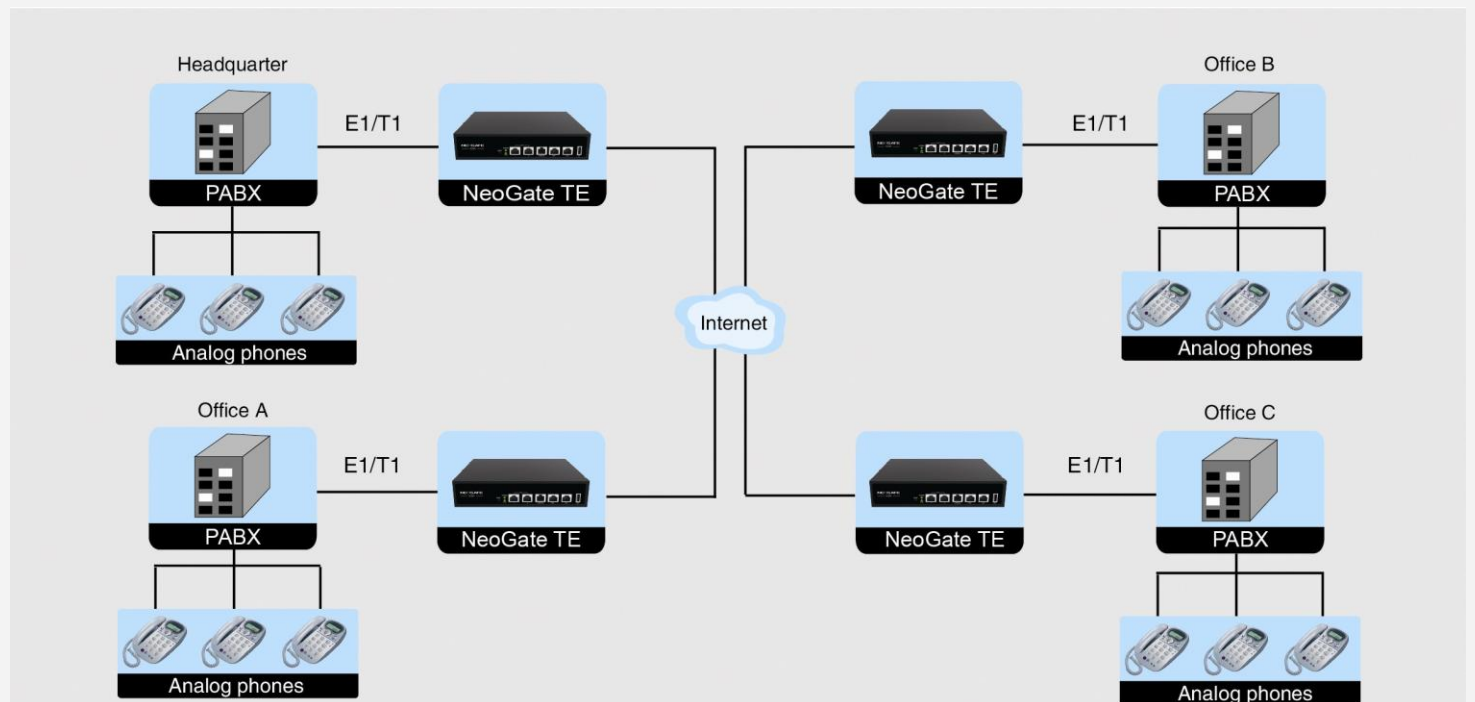 Headquarter
E1/T1
PABX
NeoGate TE
Analog phones
Office B
E1/T1
NeoGate TE
PABX
Analog phones
Internet
Office A
E1/T1
PABX
NeoGate TE
Analog phones
Office C
E1/T1
NeoGate TE
PABX
Analog phones